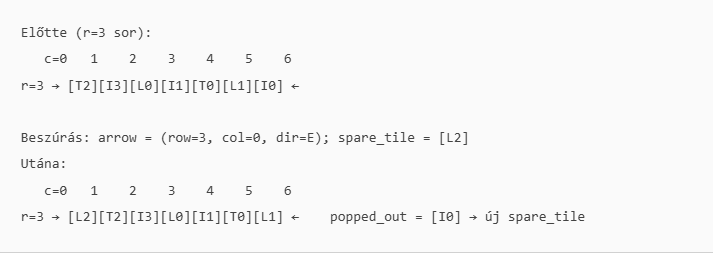 Előtte (r=3 sor):
c=0 1 2 3 4 5 6
r=3 → [T2][I3][L0][I1][T0][L1][I0] ←
Beszúrás: arrow = (row=3, col=0, dir=E); spare_tile = [L2]
Utána:
c=0 1 2 3 4 5 6
r=3 → [L2][T2][I3][L0][I1][T0][L1] ← popped_out = [I0] → új spare_tile